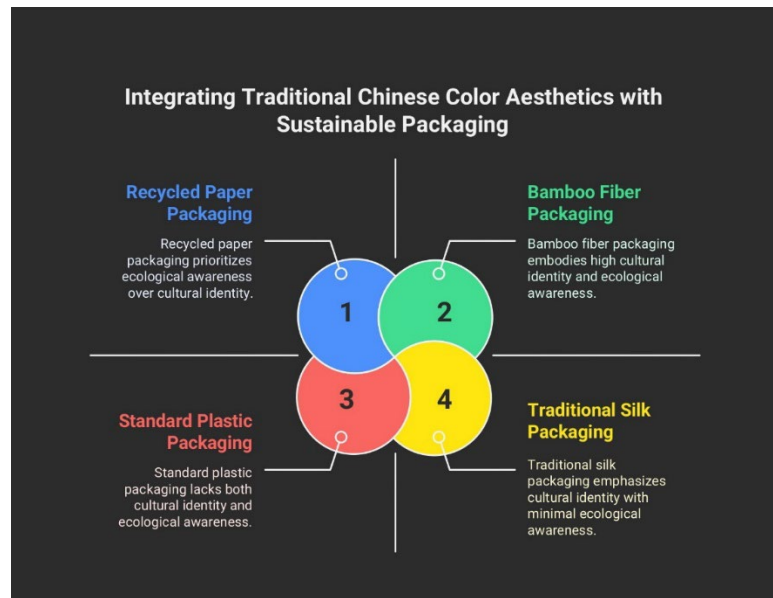 Integrating Traditional Chinese Color Aesthetics with
Sustainable Packaging
Recycled Paper
Packaging
Recycled paper
packaging prioritizes
ecological awareness
over cultural identity.
Bamboo Fiber
Packaging
Bamboo fiber packaging
embodies high cultural
identity and ecological
awareness.
1
2
3
4
Standard Plastic
Packaging
Standard plastic
packaging lacks both
cultural identity and
ecological awareness.
Traditional Silk
Packaging
Traditional silk
packaging emphasizes
cultural identity with
minimal ecological
awareness.